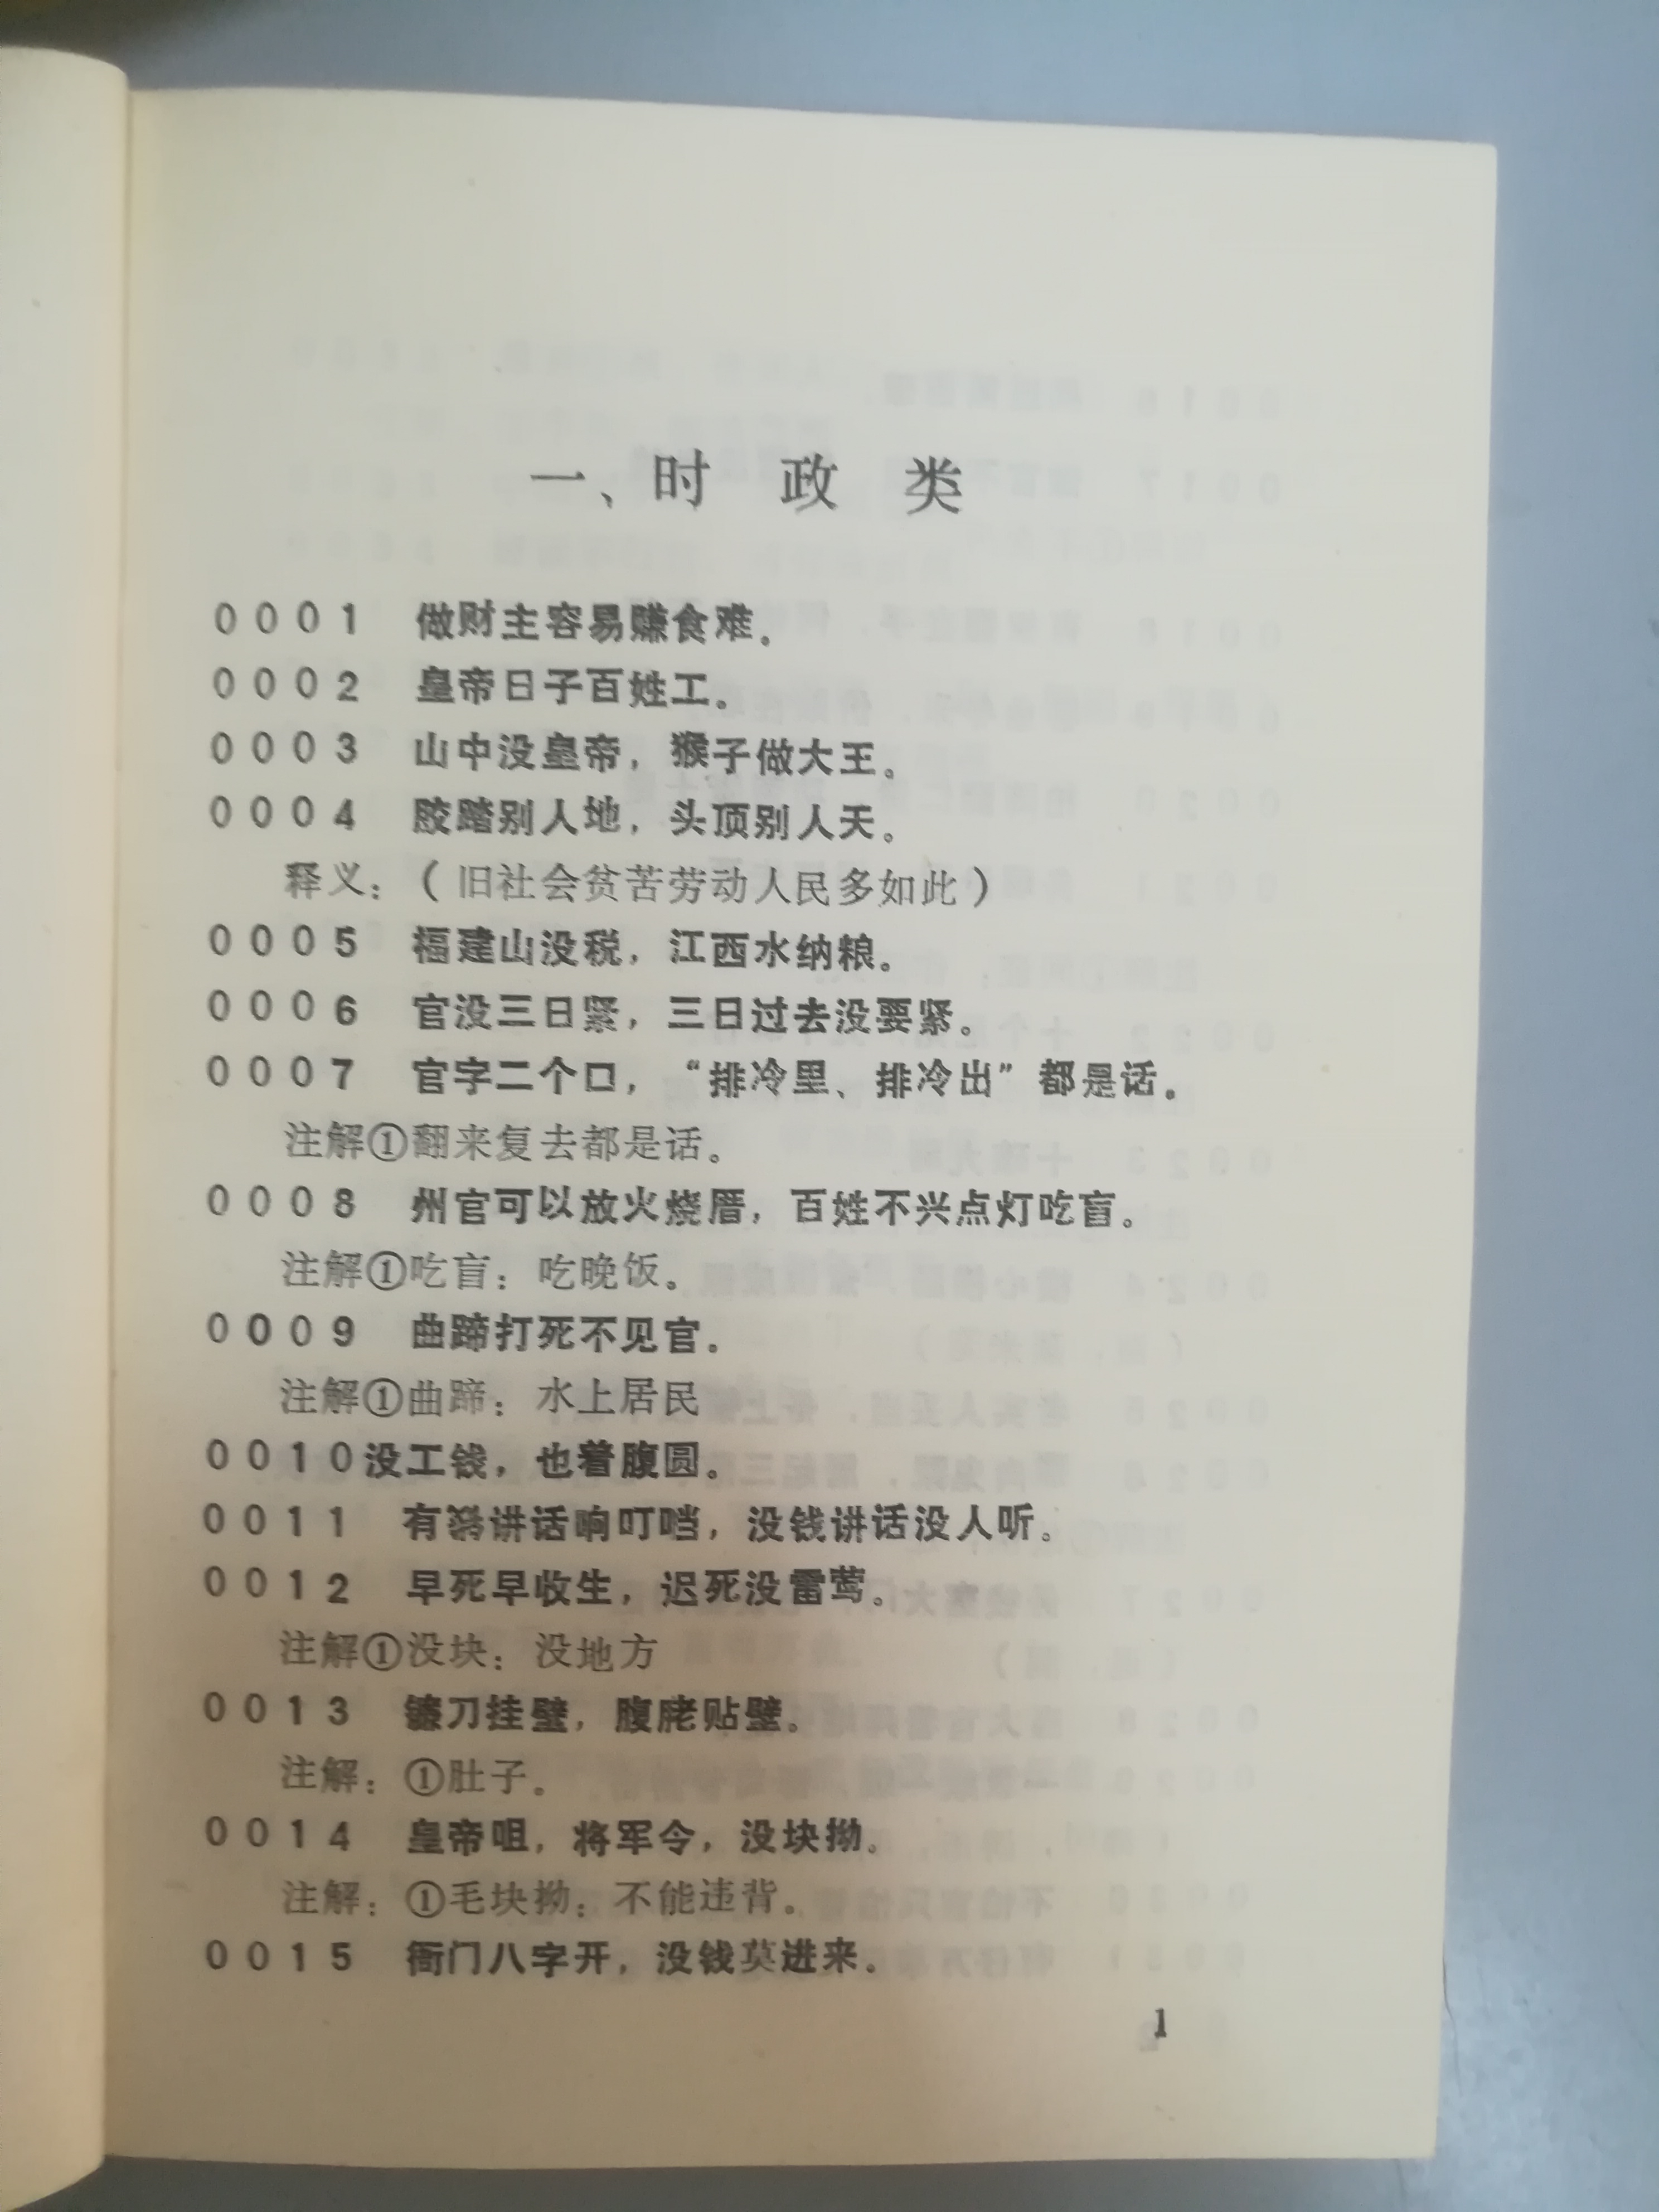 一、时 政 类
0001 做财主容易赚食难。
0002 皇帝日子百姓工。
0003 山中没皇帝，猴子做大王。
0004 胶踏别人地，头顶别人天。
释义：（旧社会贫苦劳动人民多如此）
0005 福建山没税，江西水纳粮。
0006 官没三日紧，三日过去没要紧。
0007 官字二个口，“排冷里、排冷出”都是话。
注解①翻来复去都是话。
0008 州官可以放火烧厝，百姓不兴点灯吃盲。
注解①吃盲：吃晚饭。
0009 曲蹄打死不见官。
注解①曲蹄：水上居民
0010没工钱，也着腹圆。
0011 有 讲话响叮噹，没钱讲话没人听。
0012 早死早收生，迟死没雷莺。
注解①没块：没地方
0013 镰刀挂壁，腹胠贴壁。
注解：①肚子。
0014 皇帝咀，将军令，没块拗。
注解：①毛块拗：不能违背。
0015 衙门八字开，没钱莫进来。
1